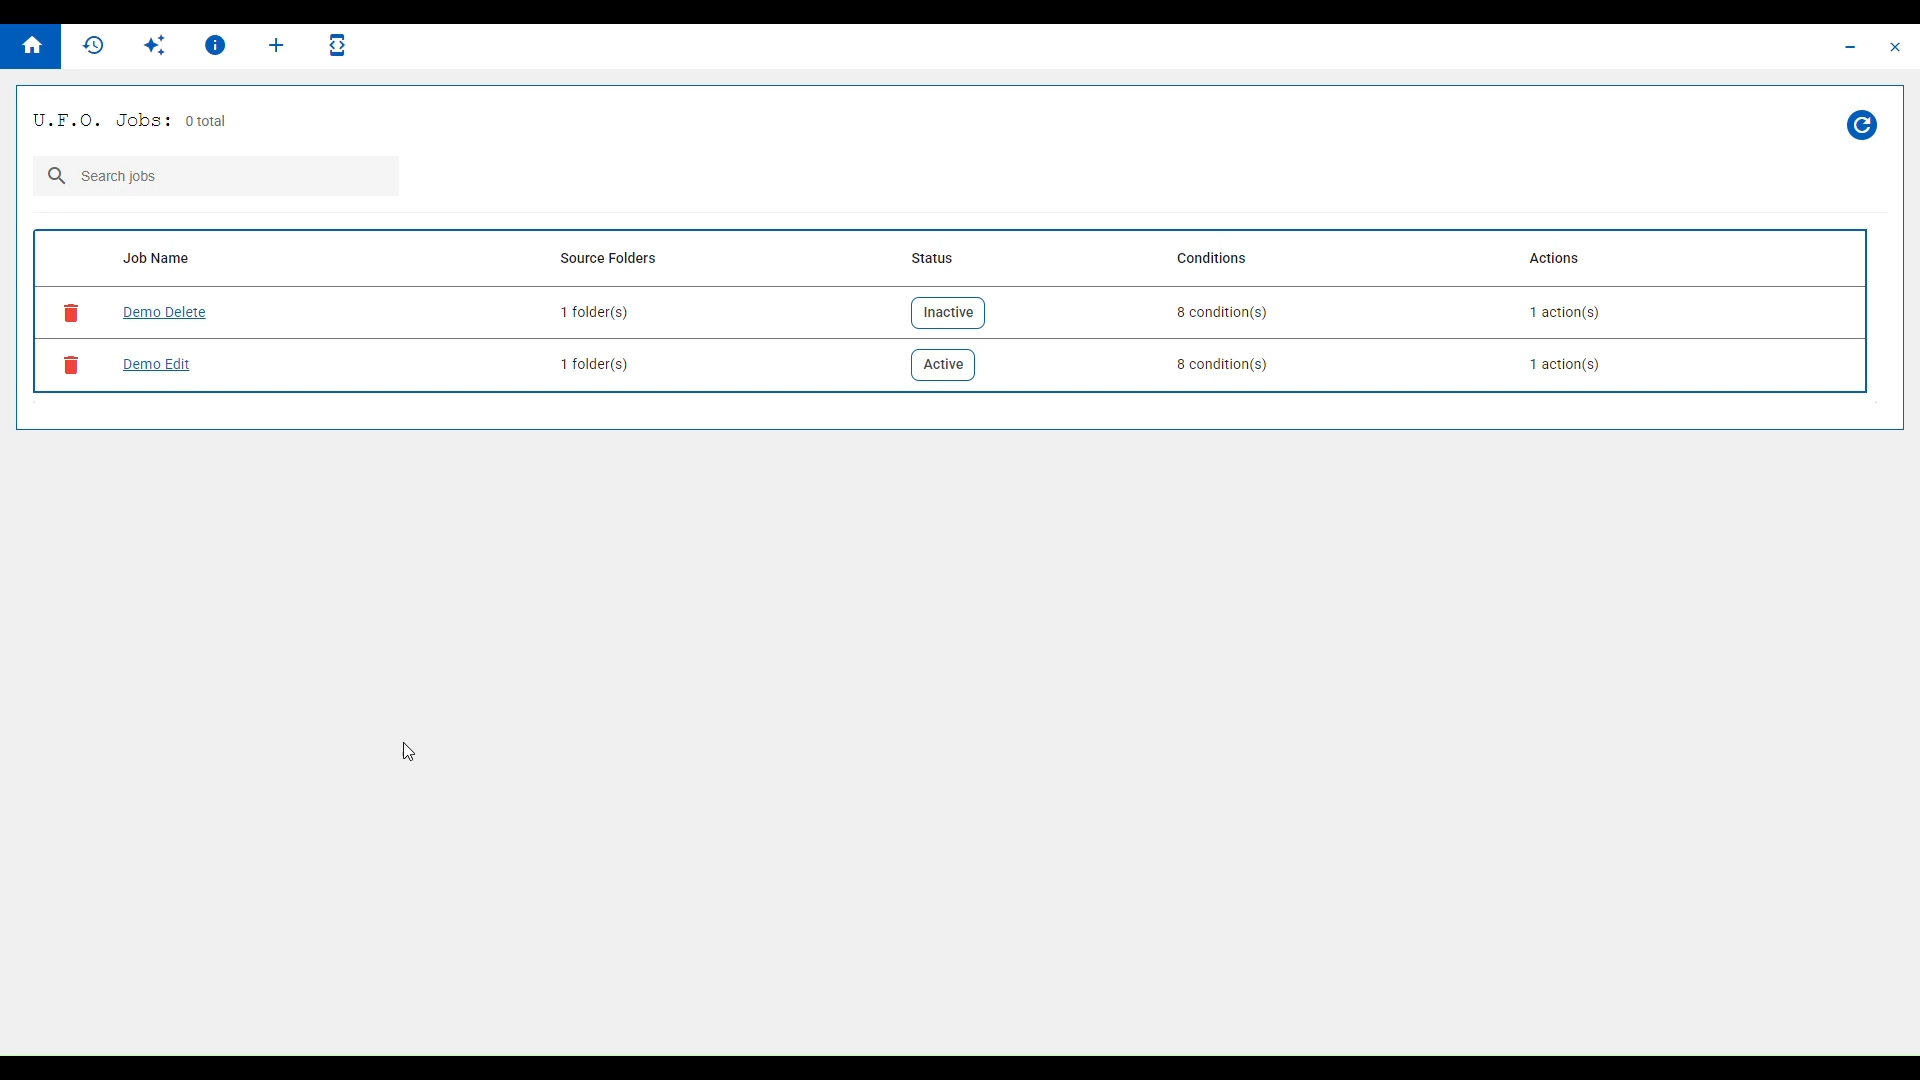 U.F.O. Jobs: 0 total
Search jobs
Job Name Source Folders Status Conditions Actions
Demo Delete 1 folder(s) Inactive 8 condition(s) 1 action(s)
Demo Edit 1 folder(s) Active 8 condition(s) 1 action(s)